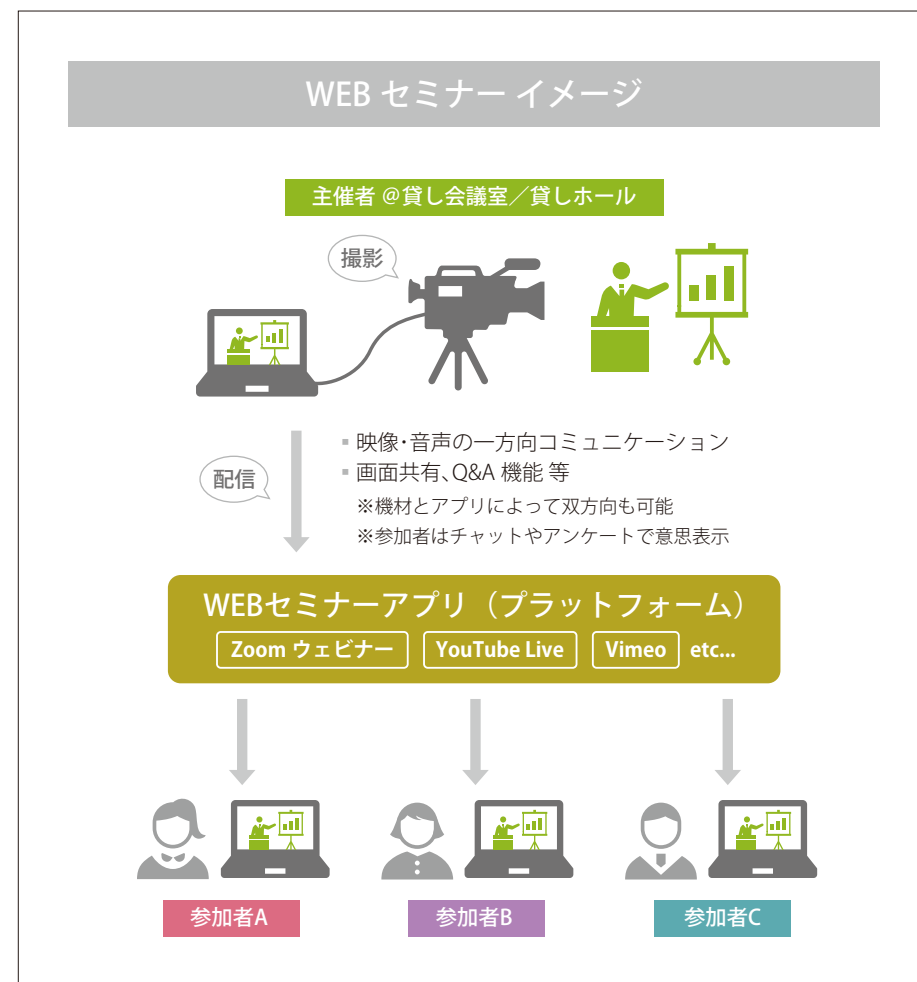 WEB セミナー イメージ
主催者 @貸し会議室／貸しホール
撮影
配信
▪映像・音声の一方向コミュニケーション
▪画面共有、Q&A 機能 等
※機材とアプリによって双方向も可能
※参加者はチャットやアンケートで意思表示
WEBセミナーアプリ（プラットフォーム）
Zoom ウェビナー YouTube Live Vimeo etc...
参加者A 参加者B 参加者C